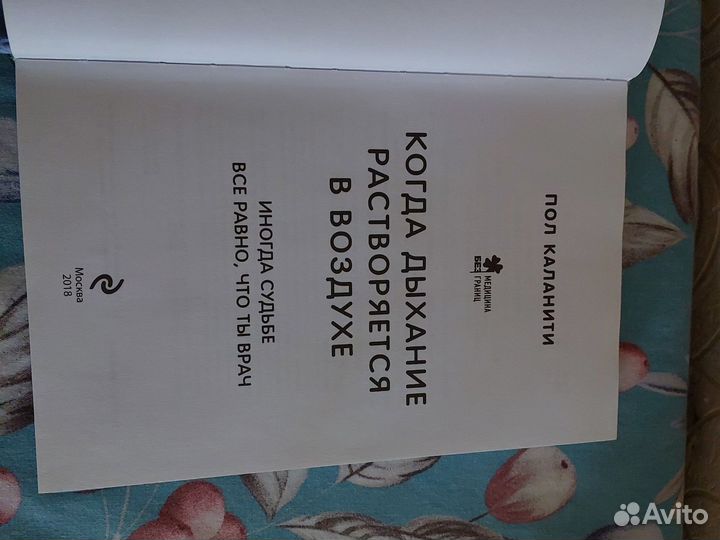 ПОЛ КАЛАНИТИ
МЕДИЦИНА
БЕЗ ГРАНИЦ
КОГДА ДЫХАНИЕ
РАСТВОРЯЕТСЯ
В ВОЗДУХЕ
ИНОГДА СУДЬБЕ
ВСЕ РАВНО, ЧТО ТЫ ВРАЧ
Москва
2018
Avito